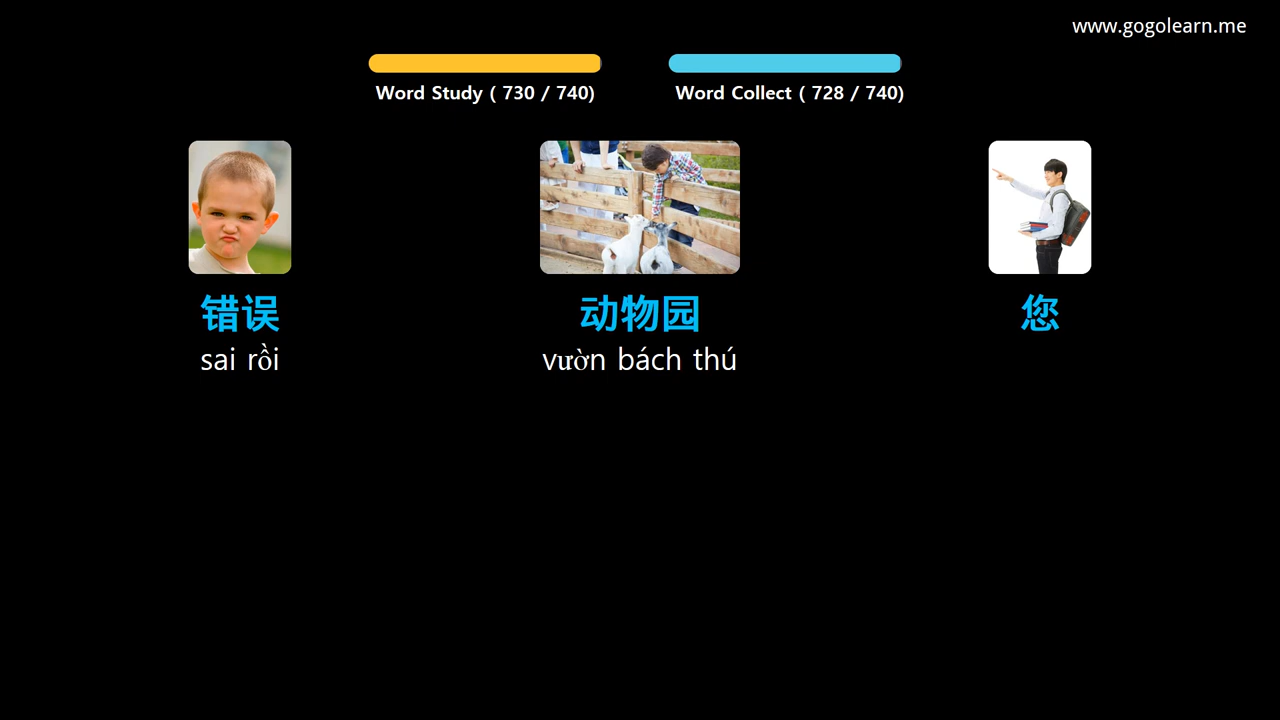 www.gogolearn.me
Word Study ( 730 / 740)
Word Collect ( 728 / 740)
错误
动物园
您
sai rồi
vườn bách thú